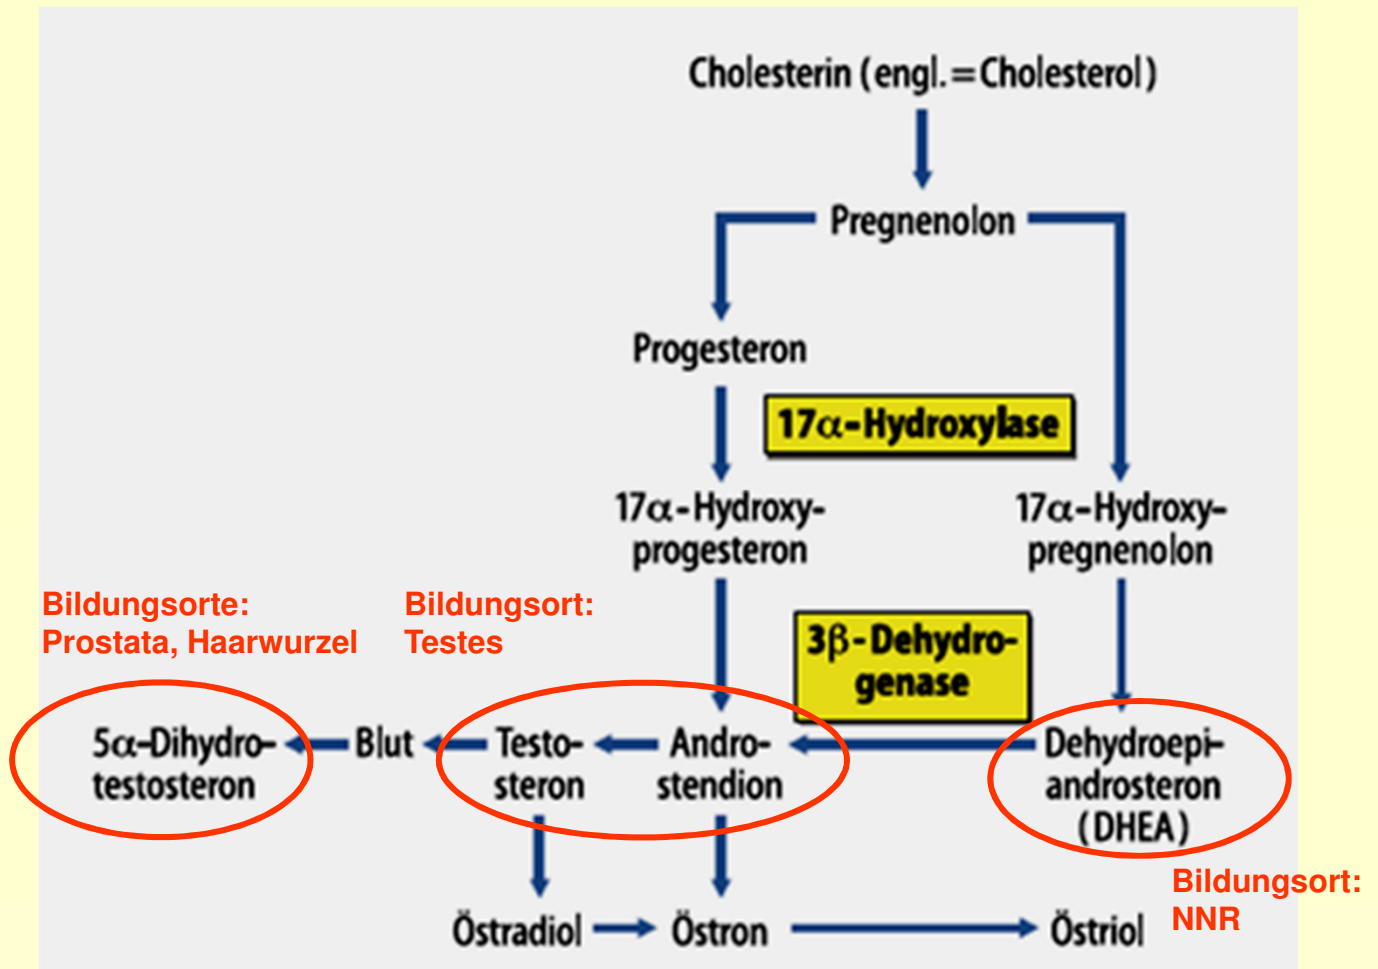 Cholesterin (engl.=Cholesterol)
Pregnenolon
Progesteron
17α-Hydroxylase
17α-Hydroxy-
progesteron
17α-Hydroxy-
pregnenolon
Bildungsorte:
Prostata, Haarwurzel
Bildungsort:
Testes
3β-Dehydro-
genase
5α-Dihydro-
testosteron
Blut
Testo-
steron
Andro-
stendion
Dehydroepi-
androsteron
(DHEA)
Bildungsort:
NNR
Östradiol
Östron
Östriol